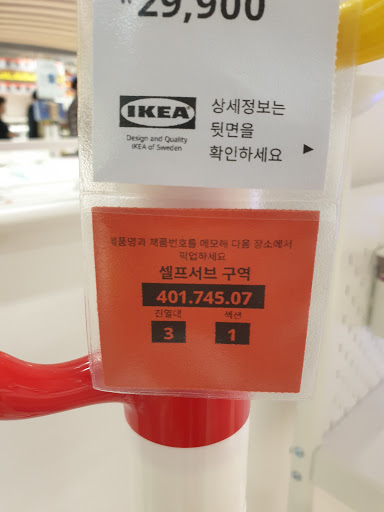 ₩29,900
IKEA
Design and Quality
IKEA of Sweden
상세정보는
뒷면을
확인하세요 ▶
제품명과 제품번호를 메모해 다음 장소에서
픽업하세요
셀프서브 구역
401.745.07
진열대 섹션
3 1